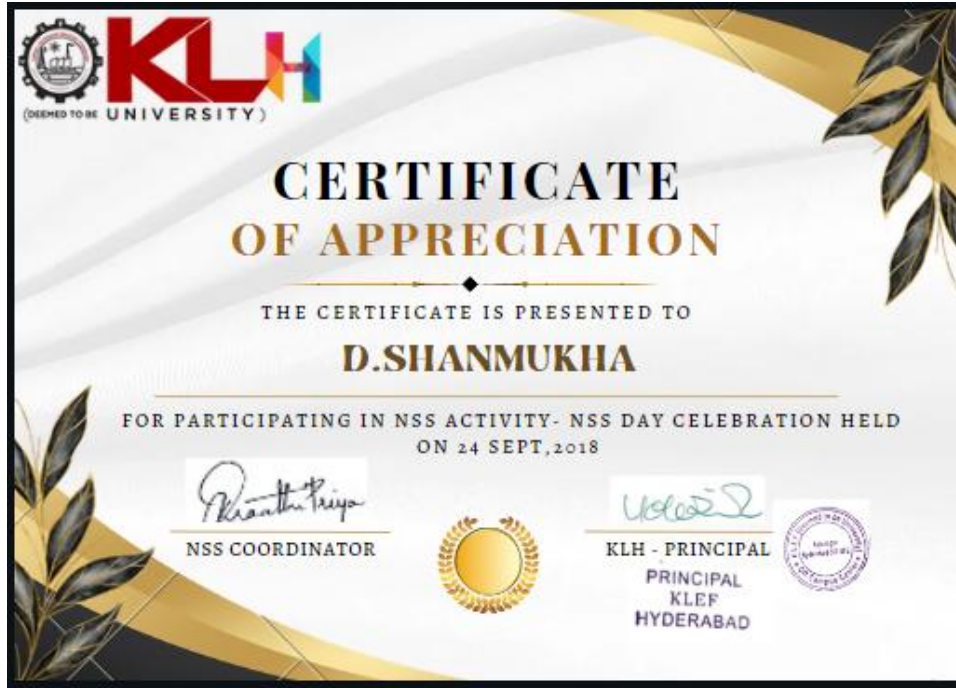 KLH
(DEEMED TO BE UNIVERSITY)
CERTIFICATE
OF APPRECIATION
THE CERTIFICATE IS PRESENTED TO
D.SHANMUKHA
FOR PARTICIPATING IN NSS ACTIVITY- NSS DAY CELEBRATION HELD
ON 24 SEPT,2018
Priya
NSS COORDINATOR
KLH - PRINCIPAL
PRINCIPAL
KLEF
HYDERABAD